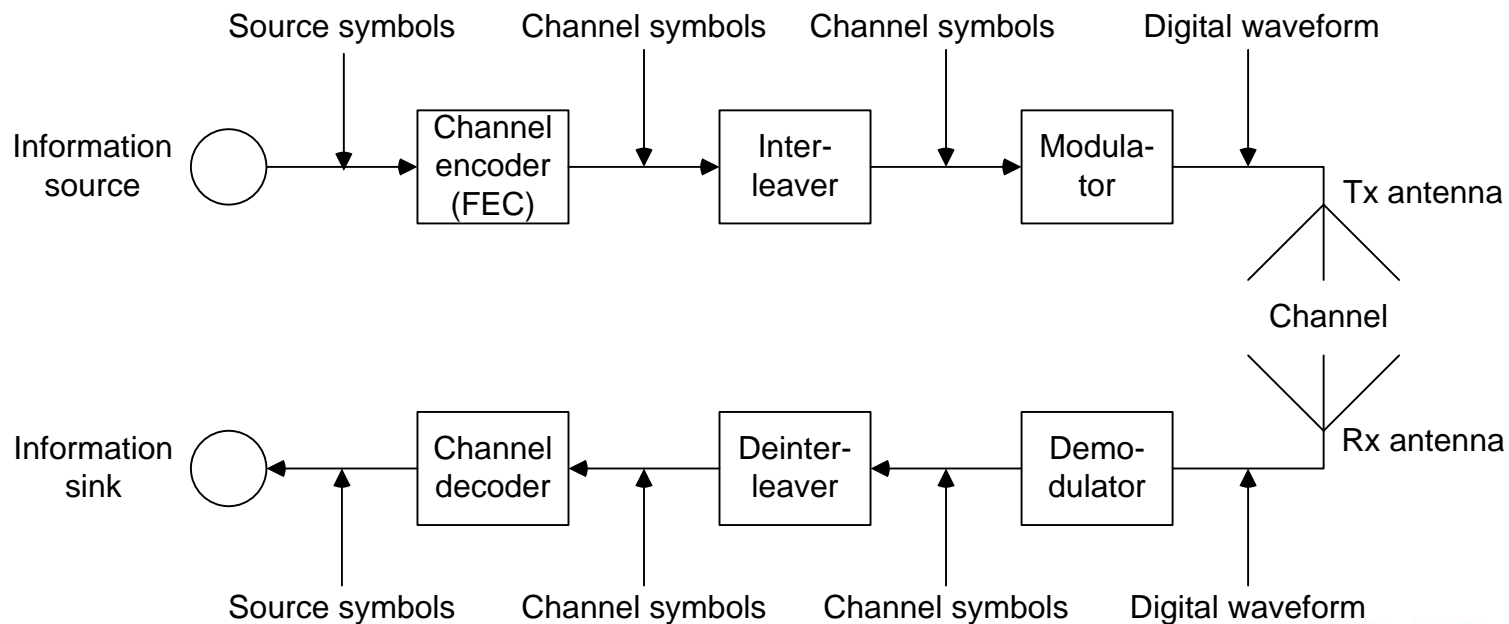 Source symbols
Channel symbols
Channel symbols
Digital waveform
Information
source
Channel
encoder
(FEC)
Inter-
leaver
Modula-
tor
Tx antenna
Channel
Information
sink
Channel
decoder
Deinter-
leaver
Demo-
dulator
Rx antenna
Source symbols
Channel symbols
Channel symbols
Digital waveform